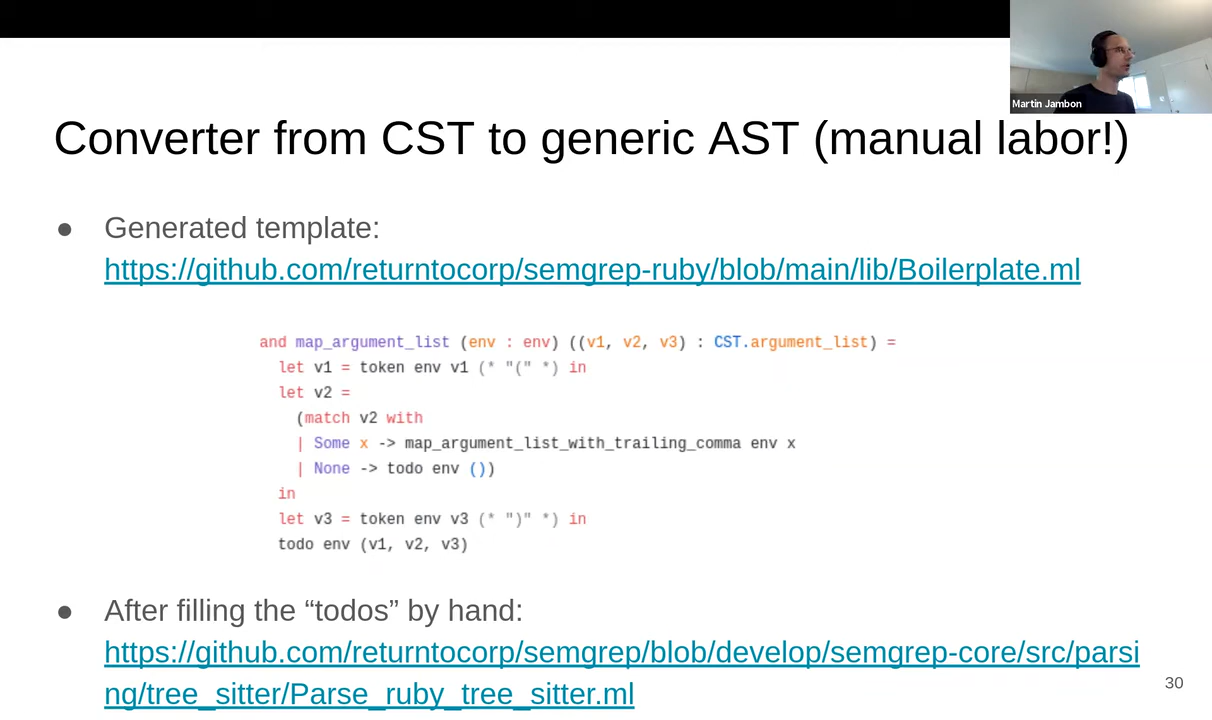 Martin Jambon
Converter from CST to generic AST (manual labor!)
● Generated template:
https://github.com/returntocorp/semgrep-ruby/blob/main/lib/Boilerplate.ml
and map_argument_list (env : env) ((v1, v2, v3) : CST.argument_list) =
  let v1 = token env v1 (* "(" *) in
  let v2 =
    (match v2 with
    | Some x -> map_argument_list_with_trailing_comma env x
    | None -> todo env ())
  in
  let v3 = token env v3 (* ")" *) in
  todo env (v1, v2, v3)
● After filling the “todos” by hand:
https://github.com/returntocorp/semgrep/blob/develop/semgrep-core/src/parsi
ng/tree_sitter/Parse_ruby_tree_sitter.ml
30